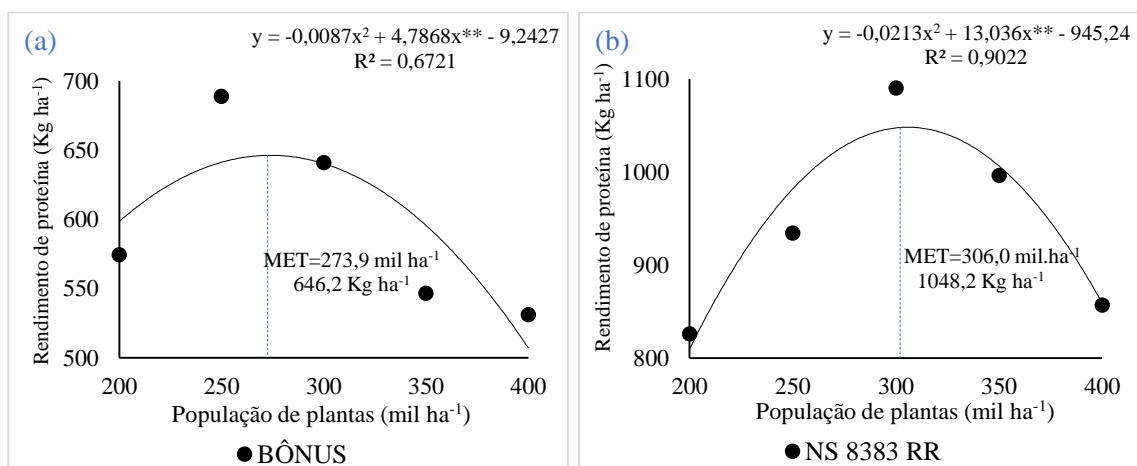 (a)
y = -0,0087x² + 4,7868x** - 9,2427
R² = 0,6721
Rendimento de proteína (Kg ha⁻¹)
700
650
600
550
500
MET=273,9 mil ha⁻¹
646,2 Kg ha⁻¹
200 250 300 350 400
População de plantas (mil ha⁻¹)
BÔNUS
(b)
y = -0,0213x² + 13,036x** - 945,24
R² = 0,9022
Rendimento de proteína (Kg ha⁻¹)
1100
1000
900
800
MET=306,0 mil.ha⁻¹
1048,2 Kg ha⁻¹
200 250 300 350 400
População de plantas (mil ha⁻¹)
NS 8383 RR